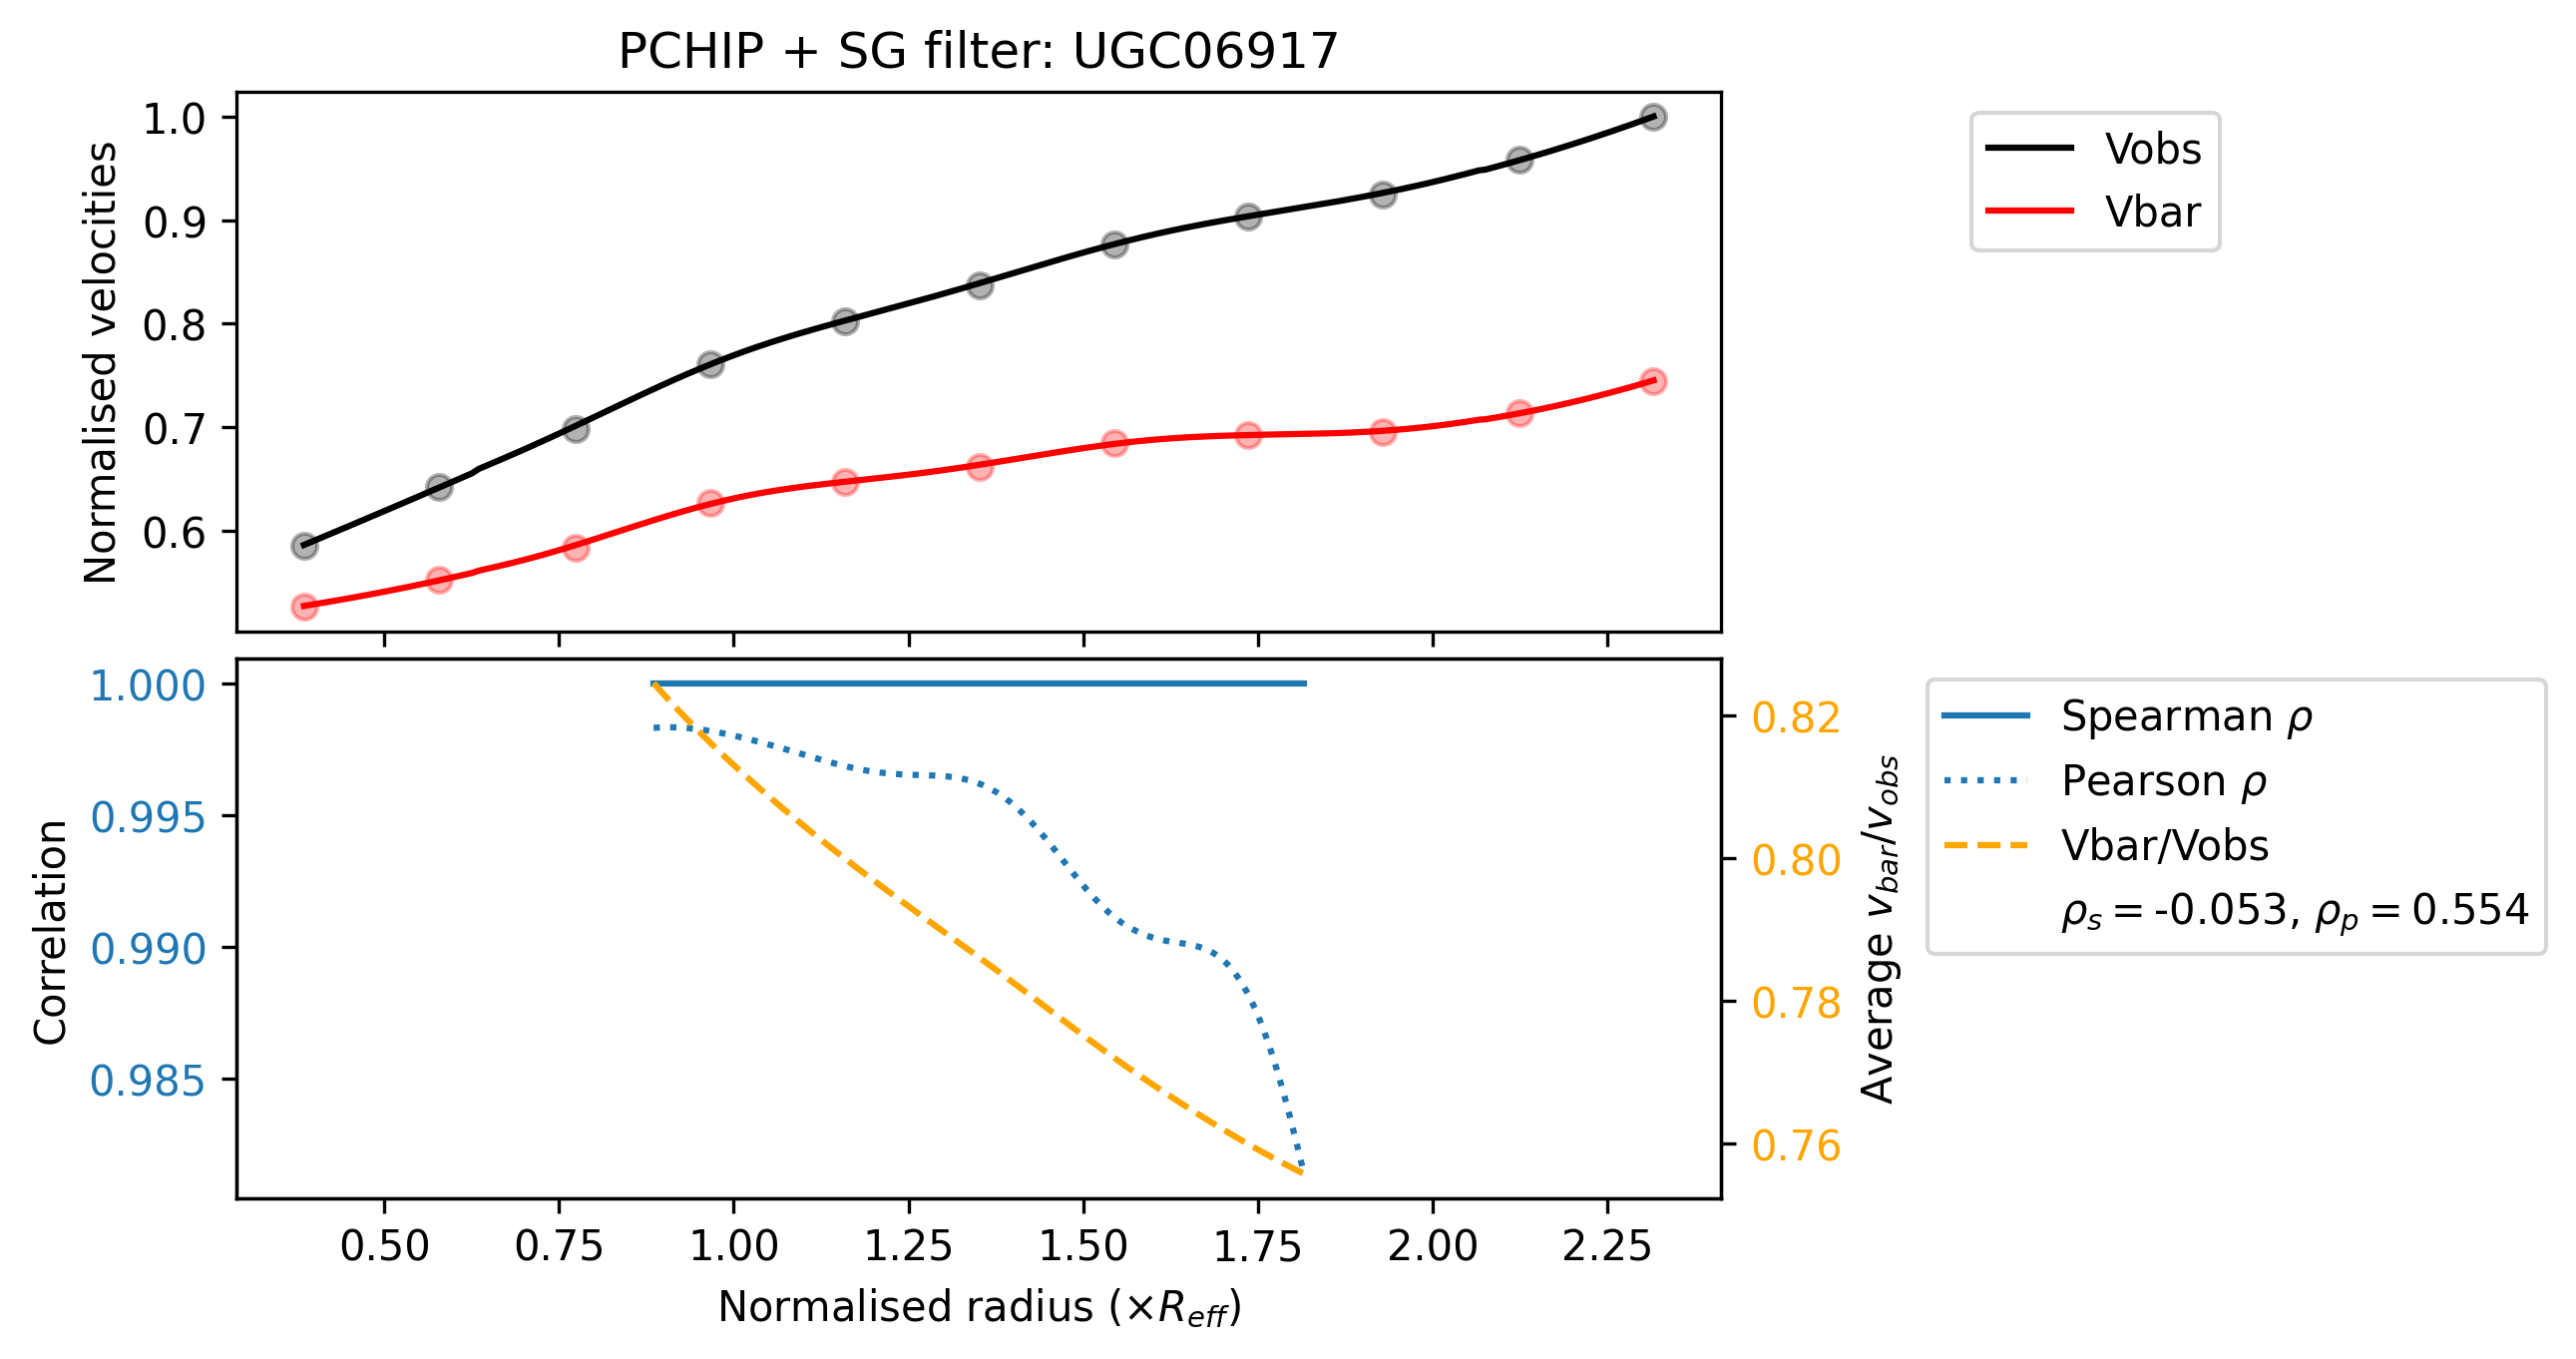 PCHIP + SG filter: UGC06917
Normalised velocities
1.0
0.9
0.8
0.7
0.6
Vobs
Vbar
Correlation
1.000
0.995
0.990
0.985
0.82
0.80
0.78
0.76
Average v_bar/v_obs
Spearman ρ
Pearson ρ
Vbar/Vobs
ρ_s = -0.053, ρ_p = 0.554
0.50 0.75 1.00 1.25 1.50 1.75 2.00 2.25
Normalised radius (×R_eff)